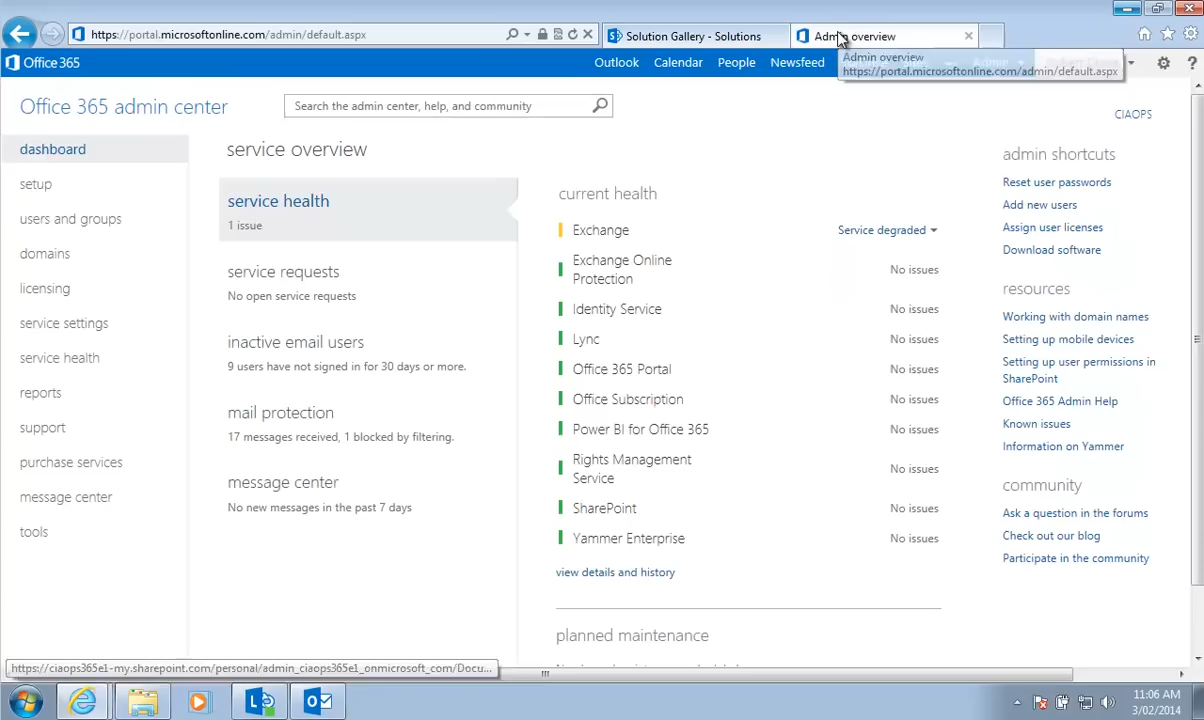 https://portal.microsoftonline.com/admin/default.aspx
Solution Gallery - Solutions
Admin overview
Office 365
Outlook
Calendar
People
Newsfeed
Admin overview
https://portal.microsoftonline.com/admin/default.aspx
?
Office 365 admin center
Search the admin center, help, and community
CIAOPS
dashboard
setup
users and groups
domains
licensing
service settings
service health
reports
support
purchase services
message center
tools
service overview
service health
1 issue
service requests
No open service requests
inactive email users
9 users have not signed in for 30 days or more.
mail protection
17 messages received, 1 blocked by filtering.
message center
No new messages in the past 7 days
current health
Exchange
Service degraded
Exchange Online
Protection
No issues
Identity Service
No issues
Lync
No issues
Office 365 Portal
No issues
Office Subscription
No issues
Power BI for Office 365
No issues
Rights Management
Service
No issues
SharePoint
No issues
Yammer Enterprise
No issues
view details and history
planned maintenance
admin shortcuts
Reset user passwords
Add new users
Assign user licenses
Download software
resources
Working with domain names
Setting up mobile devices
Setting up user permissions in
SharePoint
Office 365 Admin Help
Known issues
Information on Yammer
community
Ask a question in the forums
Check out our blog
Participate in the community
https://ciaops365e1-my.sharepoint.com/personal/admin_ciaops365e1_onmicrosoft_com/Docu...
11:06 AM
3/02/2014